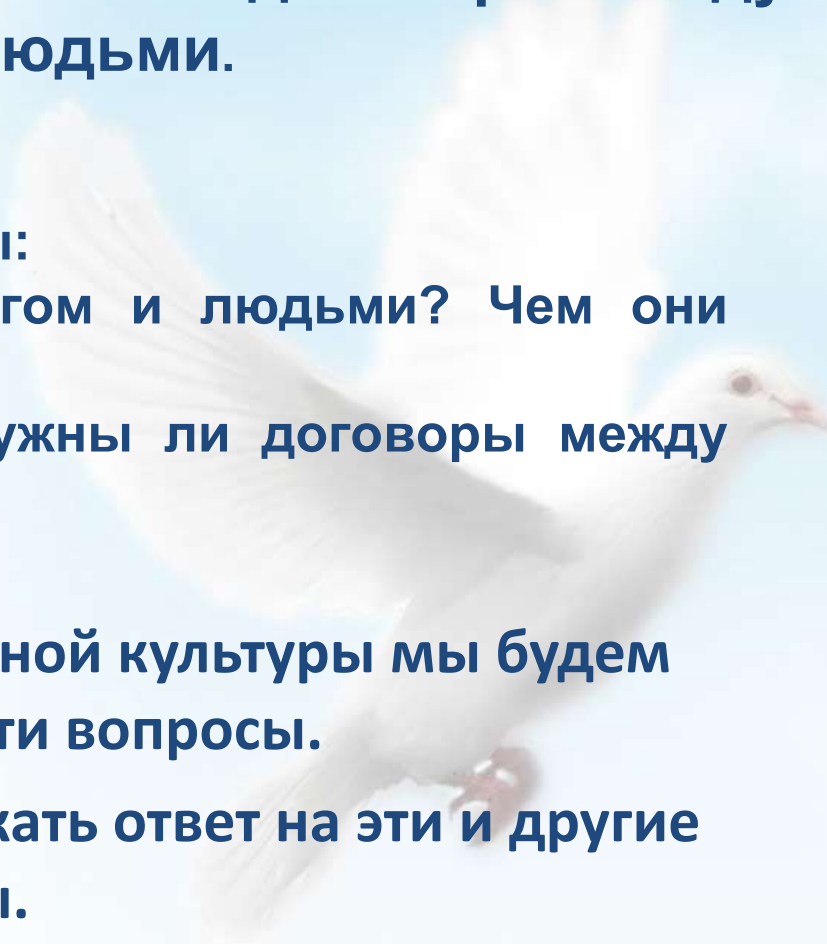 юдьми.
ы:
гом и людьми? Чем они
ужны ли договоры между
ной культуры мы будем
ти вопросы.
кать ответ на эти и другие
ы.